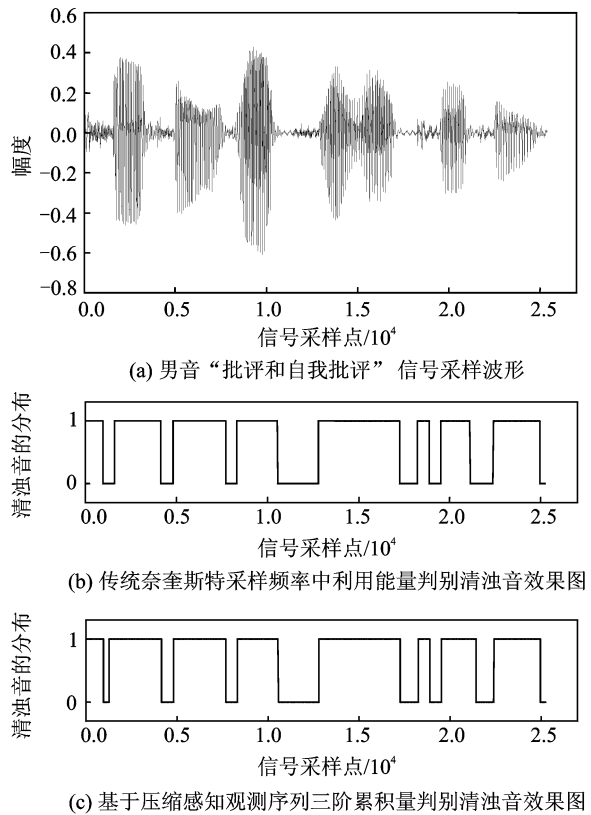 0.6
0.4
0.2
0.0
−0.2
−0.4
−0.6
−0.8
幅度
0.0 0.5 1.0 1.5 2.0 2.5
信号采样点/10⁴
(a) 男音“批评和自我批评” 信号采样波形
清浊音的分布
1
0
0.0 0.5 1.0 1.5 2.0 2.5
信号采样点/10⁴
(b) 传统奈奎斯特采样频率中利用能量判别清浊音效果图
清浊音的分布
1
0
0.0 0.5 1.0 1.5 2.0 2.5
信号采样点/10⁴
(c) 基于压缩感知观测序列三阶累积量判别清浊音效果图